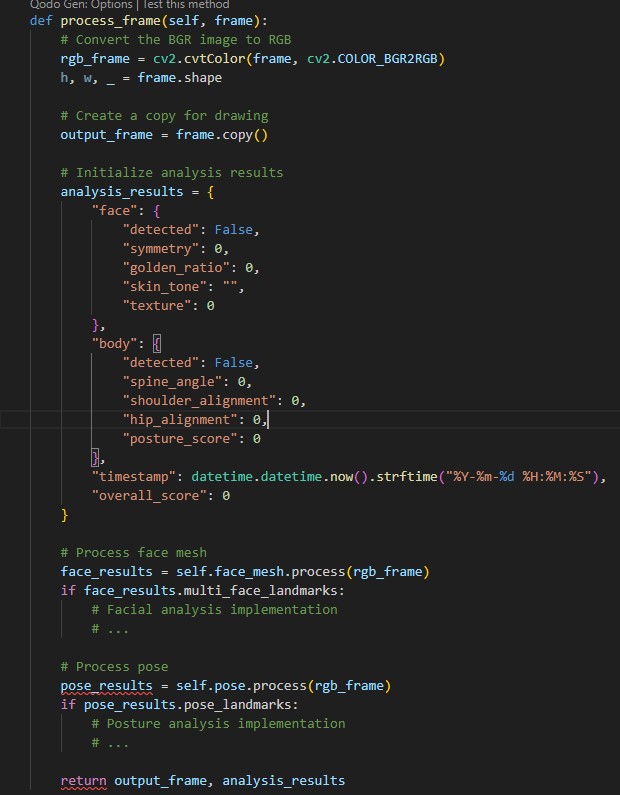 Qodo Gen: Options | Test this method
def process_frame(self, frame):
    # Convert the BGR image to RGB
    rgb_frame = cv2.cvtColor(frame, cv2.COLOR_BGR2RGB)
    h, w, _ = frame.shape

    # Create a copy for drawing
    output_frame = frame.copy()

    # Initialize analysis results
    analysis_results = {
        "face": {
            "detected": False,
            "symmetry": 0,
            "golden_ratio": 0,
            "skin_tone": "",
            "texture": 0
        },
        "body": {
            "detected": False,
            "spine_angle": 0,
            "shoulder_alignment": 0,
            "hip_alignment": 0,
            "posture_score": 0
        },
        "timestamp": datetime.datetime.now().strftime("%Y-%m-%d %H:%M:%S"),
        "overall_score": 0
    }

    # Process face mesh
    face_results = self.face_mesh.process(rgb_frame)
    if face_results.multi_face_landmarks:
        # Facial analysis implementation
        # ...

    # Process pose
    pose_results = self.pose.process(rgb_frame)
    if pose_results.pose_landmarks:
        # Posture analysis implementation
        # ...

    return output_frame, analysis_results